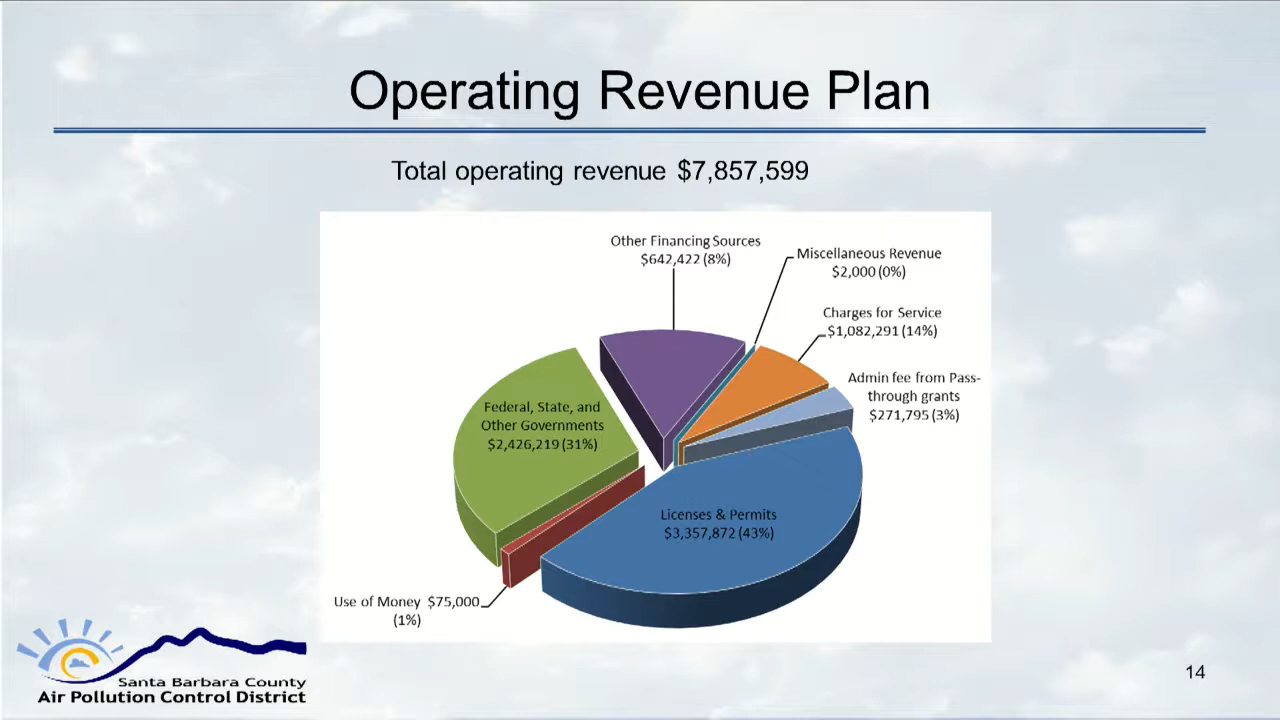 Operating Revenue Plan
Total operating revenue $7,857,599
Other Financing Sources
$642,422 (8%)
Miscellaneous Revenue
$2,000 (0%)
Charges for Service
$1,082,291 (14%)
Admin fee from Pass-
through grants
$271,795 (3%)
Federal, State, and
Other Governments
$2,426,219 (31%)
Licenses & Permits
$3,357,872 (43%)
Use of Money $75,000
(1%)
Santa Barbara County
Air Pollution Control District
14